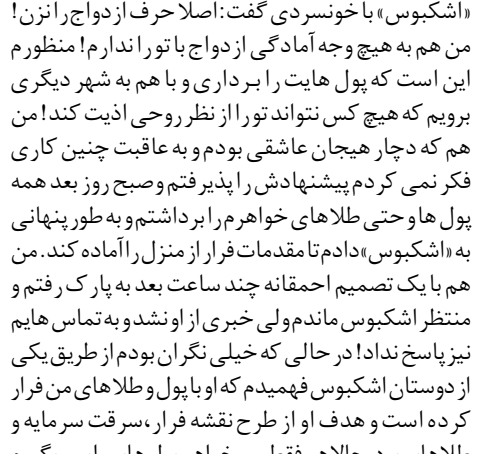 «اشکبوس» با خونسردی گفت: اصلا حرف ازدواج را نزن!
من هم به هیچ وجه آمادگی ازدواج با تو را ندارم! منظورم
این است که پول هایت را برداری و با هم به شهر دیگری
برویم که هیچ کس نتواند تو را از نظر روحی اذیت کند! من
هم که دچار هیجان عاشقی بودم و به عاقبت چنین کاری
فکر نمی کردم پیشنهادش را پذیرفتم وصبح روز بعد همه
پول ها و حتی طلاهای خواهرم را برداشتم و به طور پنهانی
به «اشکبوس» دادم تا مقدمات فرار از منزل را آماده کند. من
هم با یک تصمیم احمقانه چند ساعت بعد به پارک رفتم و
منتظر اشکبوس ماندم ولی خبری از او نشد و به تماس هایم
نیز پاسخ نداد! در حالی که خیلی نگران بودم از طریق یکی
از دوستان اشکبوس فهمیدم که او با پول و طلاهای من فرار
کرده است و هدف او از طرح نقشه فرار، سرقت سرمایه و